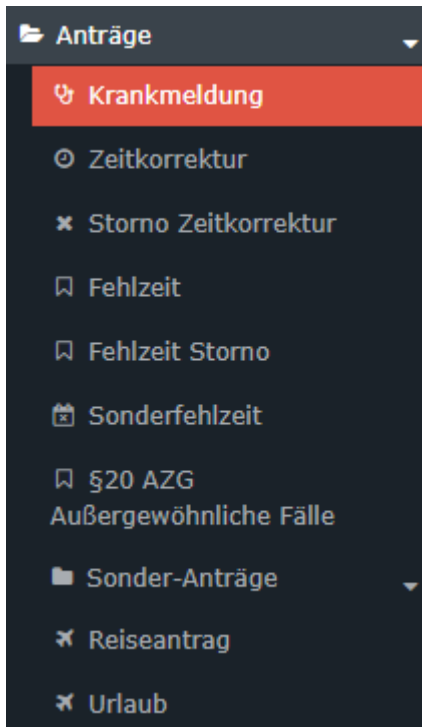 Anträge
Krankmeldung
Zeitkorrektur
Storno Zeitkorrektur
Fehlzeit
Fehlzeit Storno
Sonderfehlzeit
§20 AZG
Außergewöhnliche Fälle
Sonder-Anträge
Reiseantrag
Urlaub